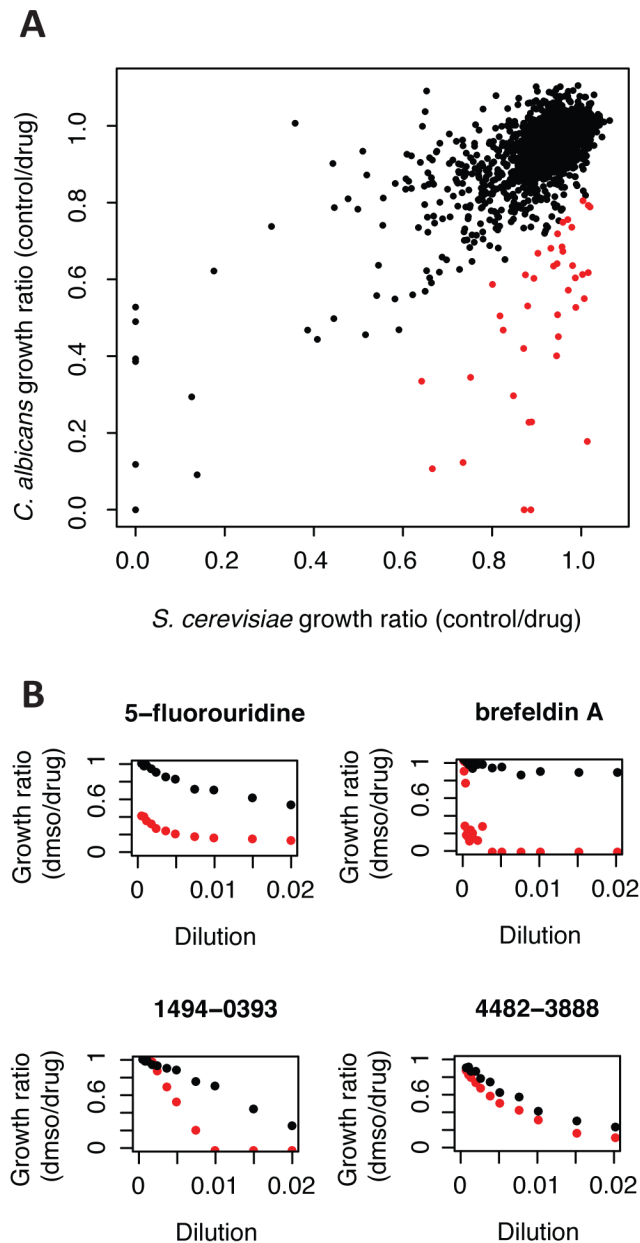 A
C. albicans growth ratio (control/drug)
1.0
0.8
0.6
0.4
0.2
0.0
0.0 0.2 0.4 0.6 0.8 1.0
S. cerevisiae growth ratio (control/drug)
B
5–fluorouridine
Growth ratio
(dmso/drug)
1
0.6
0
0 0.01 0.02
Dilution
brefeldin A
Growth ratio
(dmso/drug)
1
0.6
0
0 0.01 0.02
Dilution
1494–0393
Growth ratio
(dmso/drug)
1
0.6
0
0 0.01 0.02
Dilution
4482–3888
Growth ratio
(dmso/drug)
1
0.6
0
0 0.01 0.02
Dilution